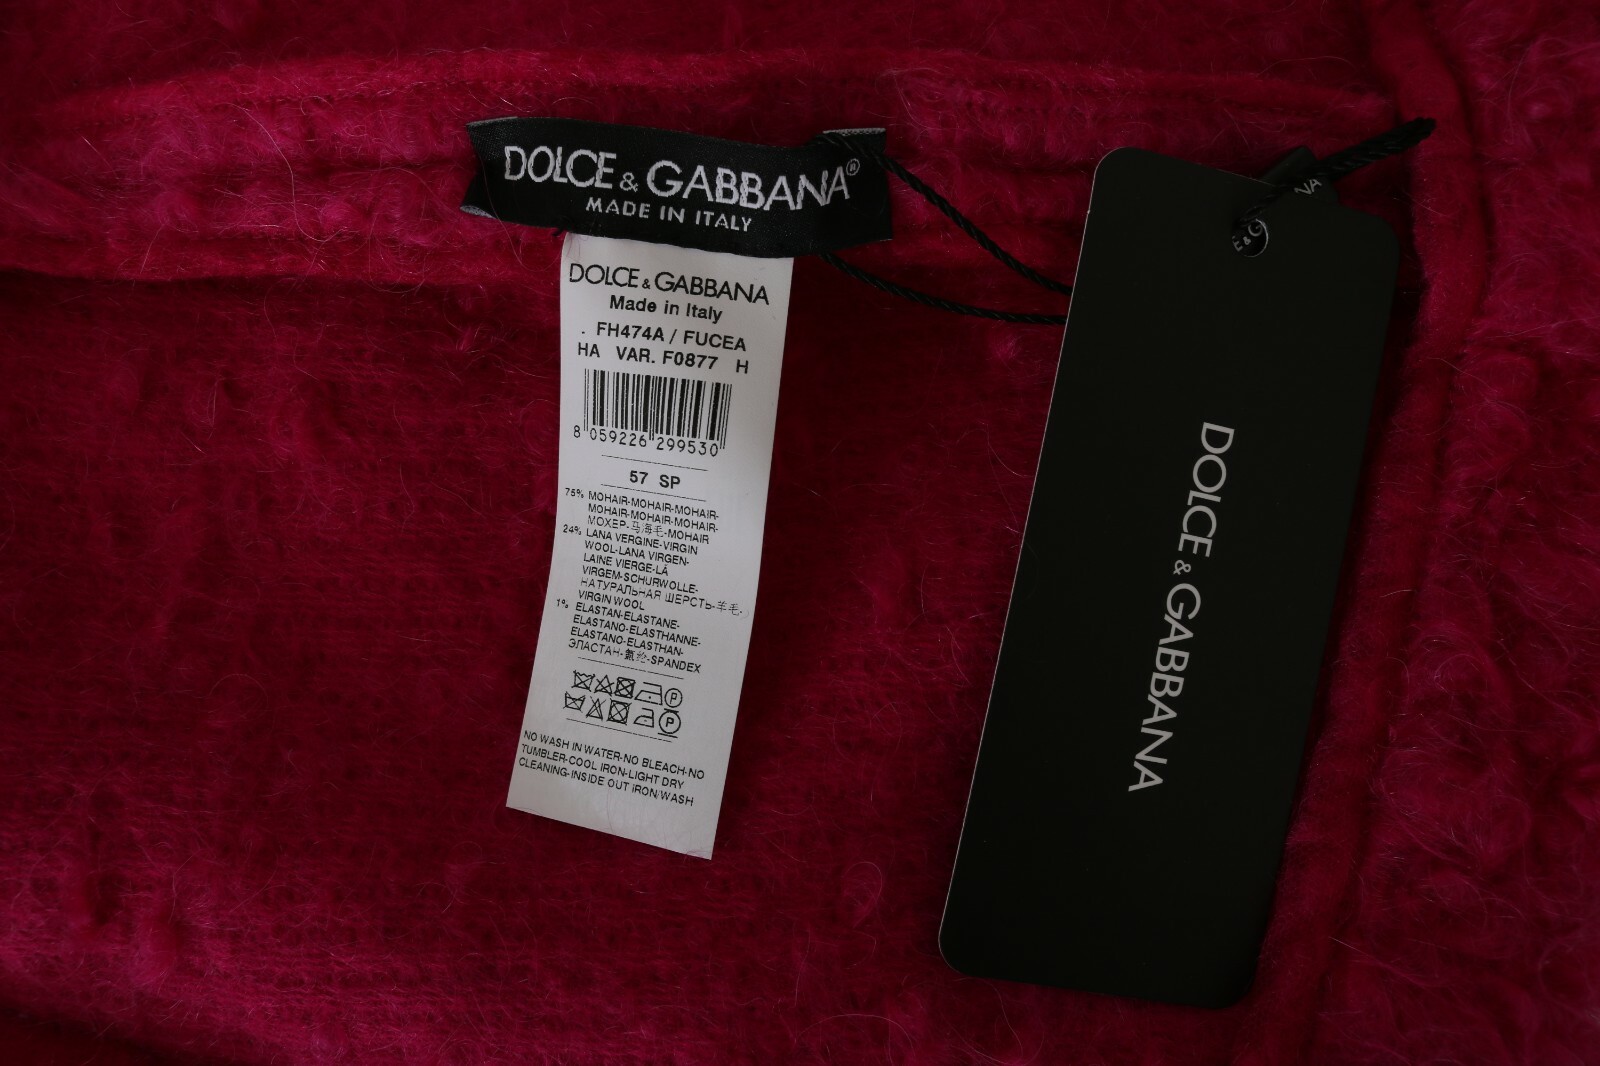 DOLCE & GABBANA®
MADE IN ITALY
DOLCE & GABBANA
Made in Italy
. FH474A / FUCEA
HA VAR. F0877 H
8 059226 299530
57 SP
75% MOHAIR-MOHAIR-MOHAIR-
MOHAIR-MOHAIR-MOHAIR-
МОХЕР-马海毛-MOHAIR
24% LANA VERGINE-VIRGIN
WOOL-LANA VIRGEN-
LAINE VIERGE-LÃ
VIRGEM-SCHURWOLLE-
НАТУРАЛЬНАЯ ШЕРСТЬ-羊毛-
VIRGIN WOOL
1% ELASTAN-ELASTANE-
ELASTANO-ELASTHANNE-
ELASTANO-ELASTHAN-
ЭЛАСТАН-氨纶-SPANDEX
P
P
NO WASH IN WATER-NO BLEACH-NO
TUMBLER-COOL IRON-LIGHT DRY
CLEANING-INSIDE OUT IRON/WASH
E & G
NA
DOLCE & GABBANA